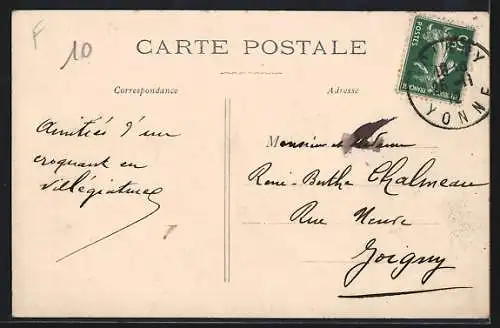 F
10
CARTE POSTALE
Correspondance
Amitiés d'un
croquant en
villégiature
Adresse
Monsieur et Madame
René-Berthe Chalmeau
Rue Neuve
Joigny
POSTES
YONNE